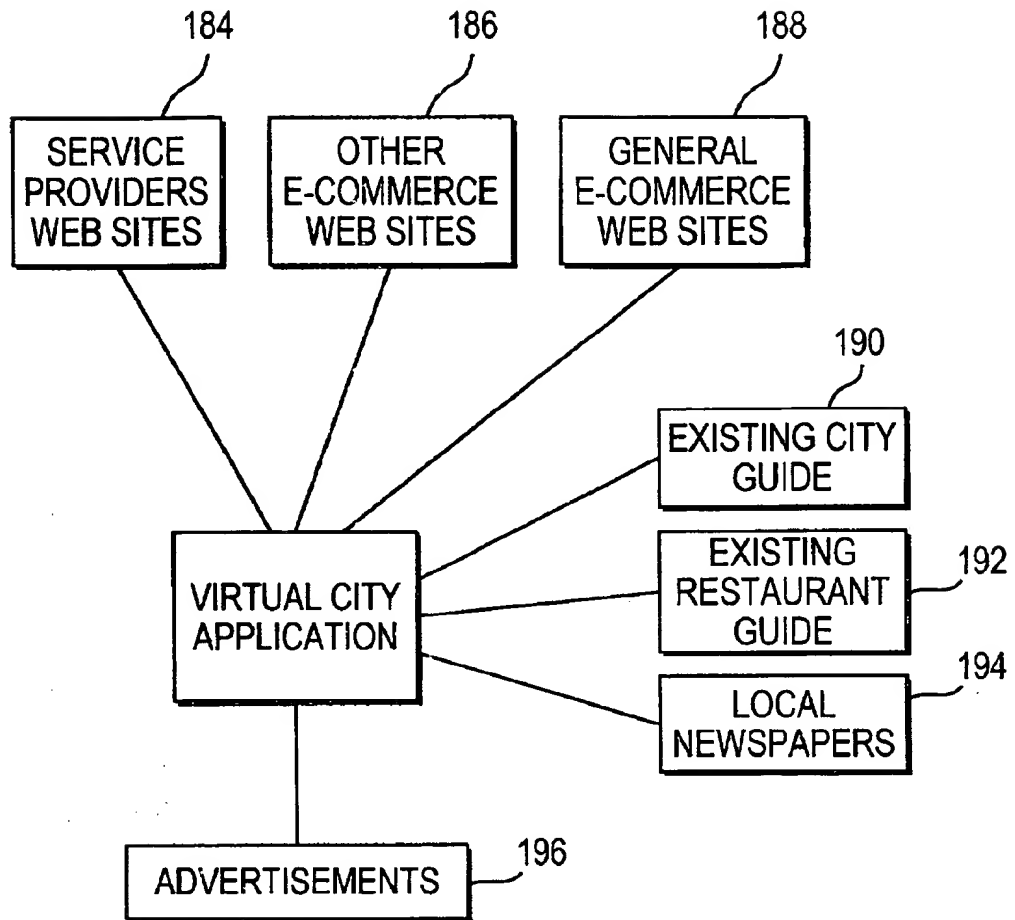 184
186
188
SERVICE
PROVIDERS
WEB SITES
OTHER
E-COMMERCE
WEB SITES
GENERAL
E-COMMERCE
WEB SITES
190
EXISTING CITY
GUIDE
VIRTUAL CITY
APPLICATION
EXISTING
RESTAURANT
GUIDE
192
194
LOCAL
NEWSPAPERS
ADVERTISEMENTS
196